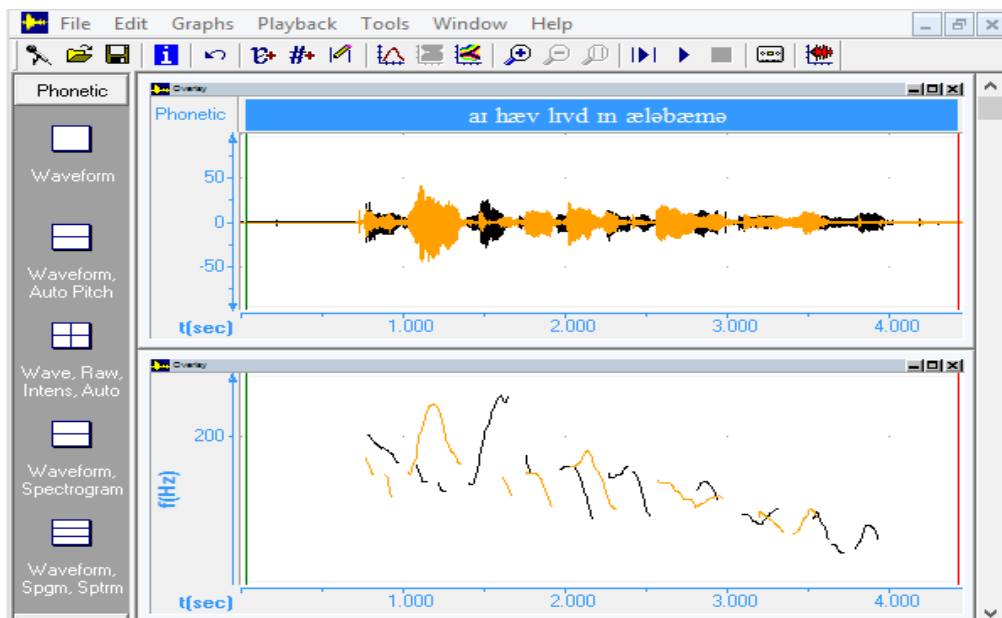 File Edit Graphs Playback Tools Window Help
Phonetic
Waveform
Waveform,
Auto Pitch
Wave, Raw,
Intens, Auto
Waveform,
Spectrogram
Waveform,
Spgm, Sptrm
Overlay
Phonetic
aɪ hæv lɪvd ɪn æləbæmə
50
0
-50
t(sec) 1.000 2.000 3.000 4.000
Overlay
200
f(Hz)
t(sec) 1.000 2.000 3.000 4.000